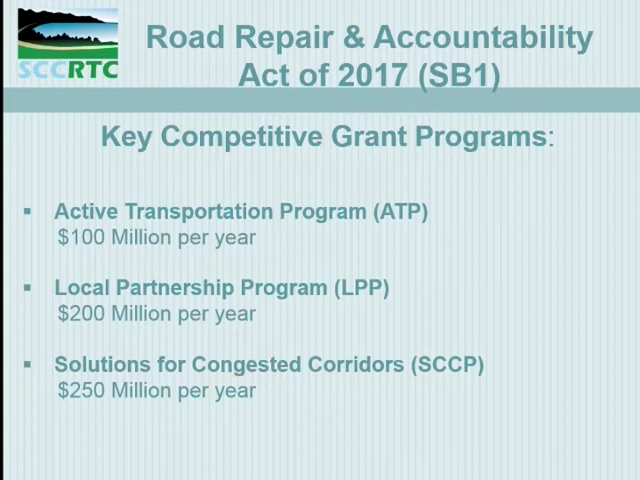 SCCRTC
Road Repair & Accountability
Act of 2017 (SB1)
Key Competitive Grant Programs:
▪ Active Transportation Program (ATP)
$100 Million per year
▪ Local Partnership Program (LPP)
$200 Million per year
▪ Solutions for Congested Corridors (SCCP)
$250 Million per year